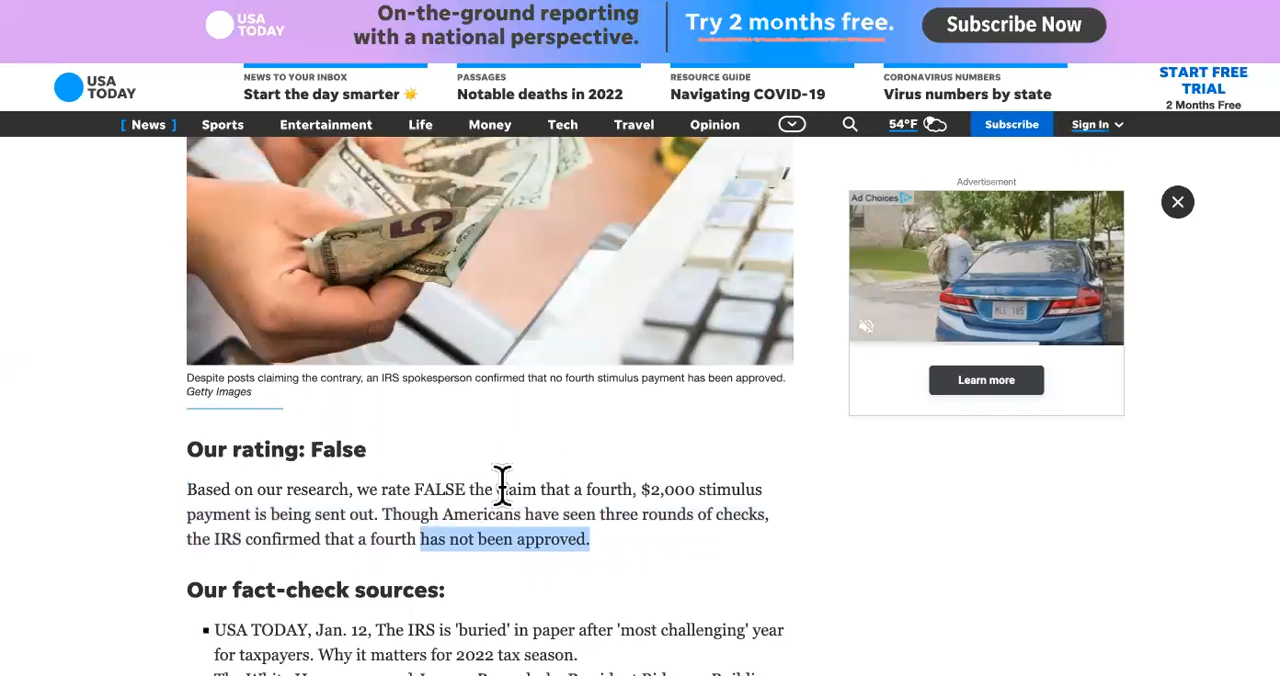 USA
TODAY
On-the-ground reporting
with a national perspective.
Try 2 months free.
Subscribe Now
USA
TODAY
NEWS TO YOUR INBOX
Start the day smarter ☀️
PASSAGES
Notable deaths in 2022
RESOURCE GUIDE
Navigating COVID-19
CORONAVIRUS NUMBERS
Virus numbers by state
START FREE
TRIAL
2 Months Free
[ News ] Sports Entertainment Life Money Tech Travel Opinion 54°F Subscribe Sign In
Advertisement
Ad Choices
5
Learn more
Despite posts claiming the contrary, an IRS spokesperson confirmed that no fourth stimulus payment has been approved.
Getty Images
Our rating: False
Based on our research, we rate FALSE the claim that a fourth, $2,000 stimulus
payment is being sent out. Though Americans have seen three rounds of checks,
the IRS confirmed that a fourth has not been approved.
Our fact-check sources:
▪ USA TODAY, Jan. 12, The IRS is 'buried' in paper after 'most challenging' year
for taxpayers. Why it matters for 2022 tax season.